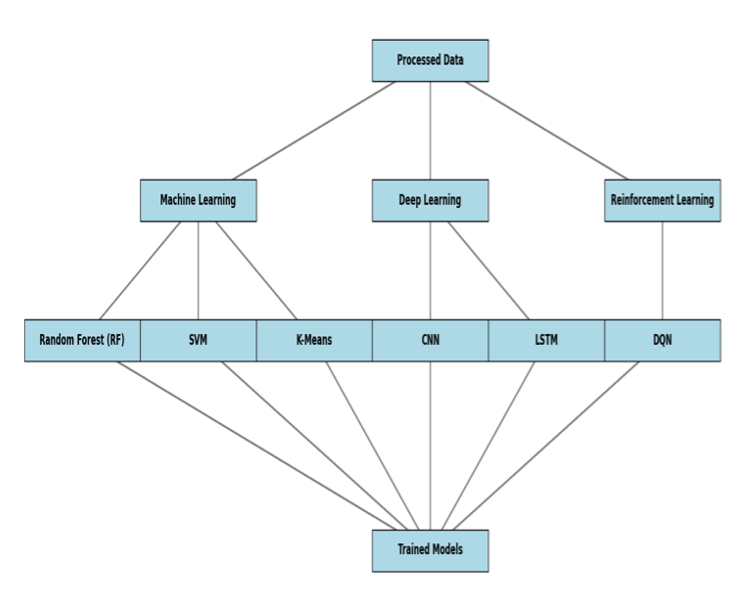 Processed Data
Machine Learning
Deep Learning
Reinforcement Learning
Random Forest (RF)
SVM
K-Means
CNN
LSTM
DQN
Trained Models